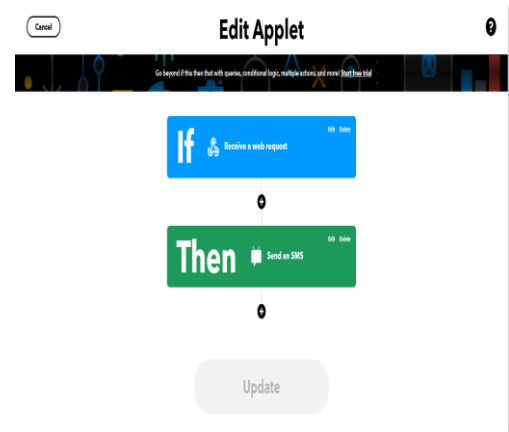 Cancel
Edit Applet
?
Go beyond if this then that with queries, conditional logic, multiple actions, and more! Start free trial
Edit Delete
If Receive a web request
Edit Delete
Then Send an SMS
Update